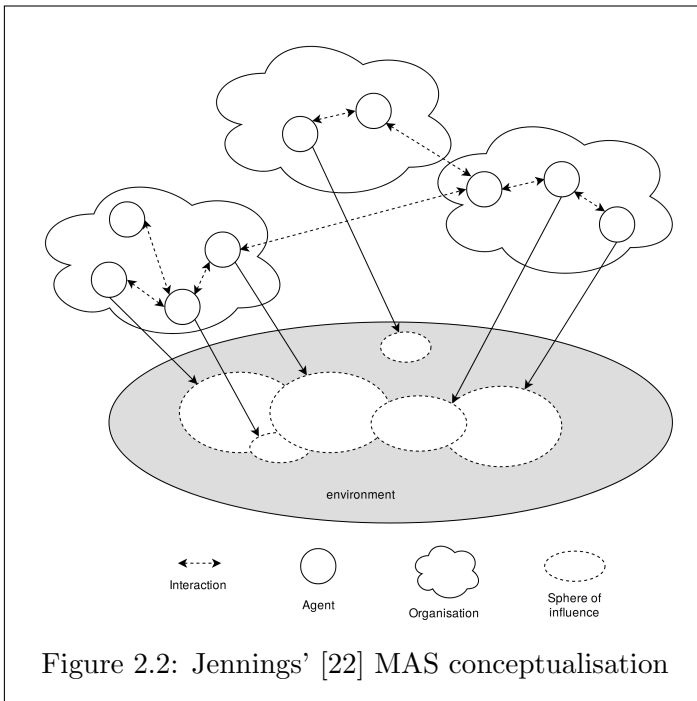 environment
Interaction
Agent
Organisation
Sphere of
influence
Figure 2.2: Jennings’ [22] MAS conceptualisation